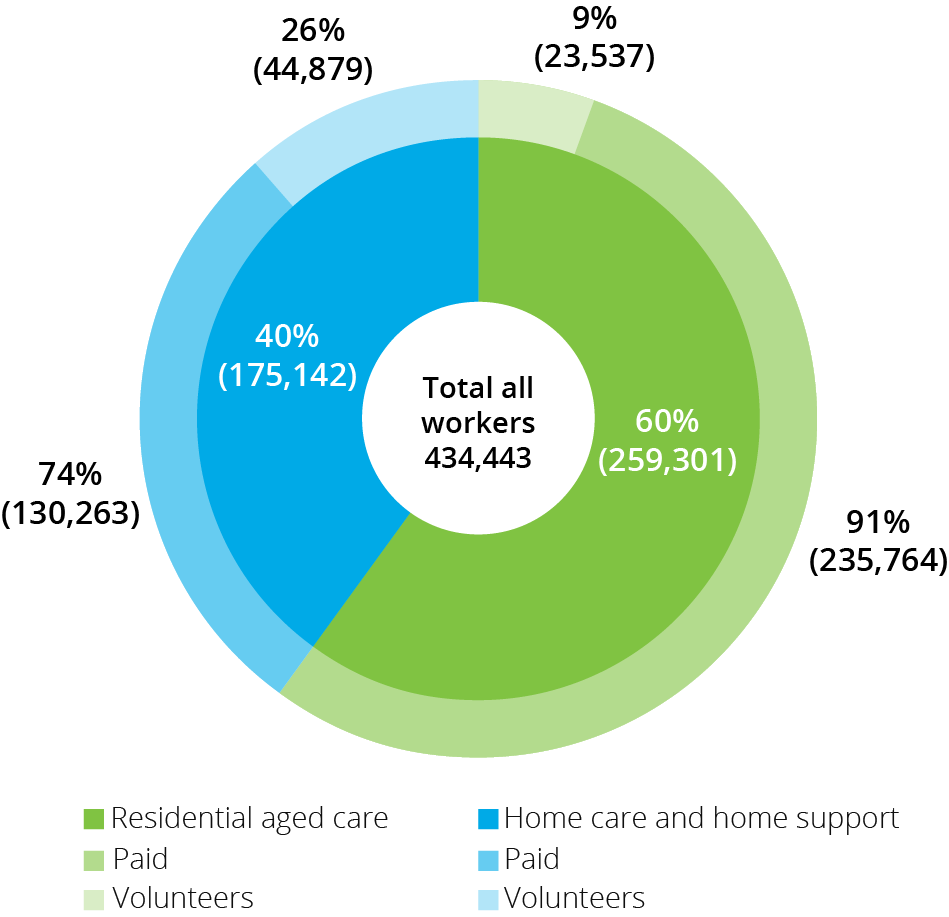 26%
(44,879)
9%
(23,537)
40%
(175,142)
Total all
workers
434,443
60%
(259,301)
74%
(130,263)
91%
(235,764)
Residential aged care
Paid
Volunteers
Home care and home support
Paid
Volunteers